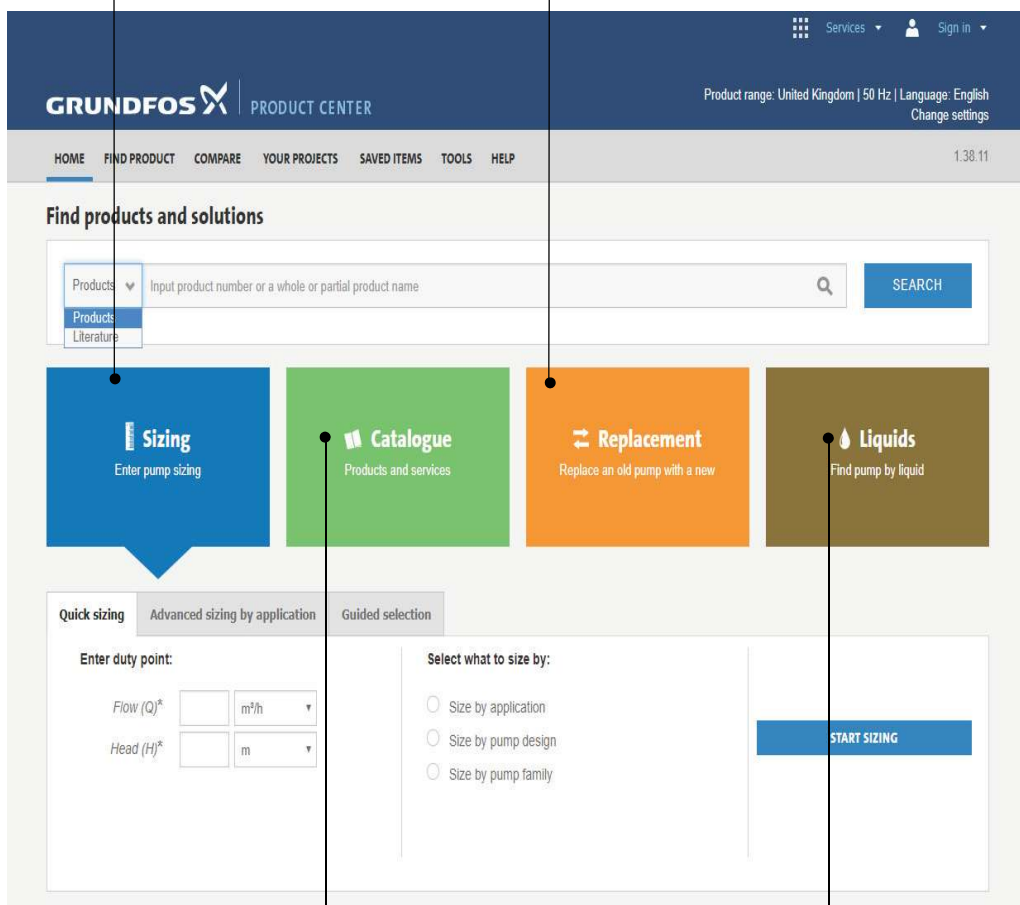 Services Sign in
GRUNDFOS PRODUCT CENTER
Product range: United Kingdom | 50 Hz | Language: English
Change settings
HOME FIND PRODUCT COMPARE YOUR PROJECTS SAVED ITEMS TOOLS HELP 1.38.11
Find products and solutions
Products Input product number or a whole or partial product name SEARCH
Products
Literature
Sizing
Enter pump sizing
Catalogue
Products and services
Replacement
Replace an old pump with a new
Liquids
Find pump by liquid
Quick sizing Advanced sizing by application Guided selection
Enter duty point:
Flow (Q)* m³/h
Head (H)* m
Select what to size by:
Size by application
Size by pump design
Size by pump family
START SIZING